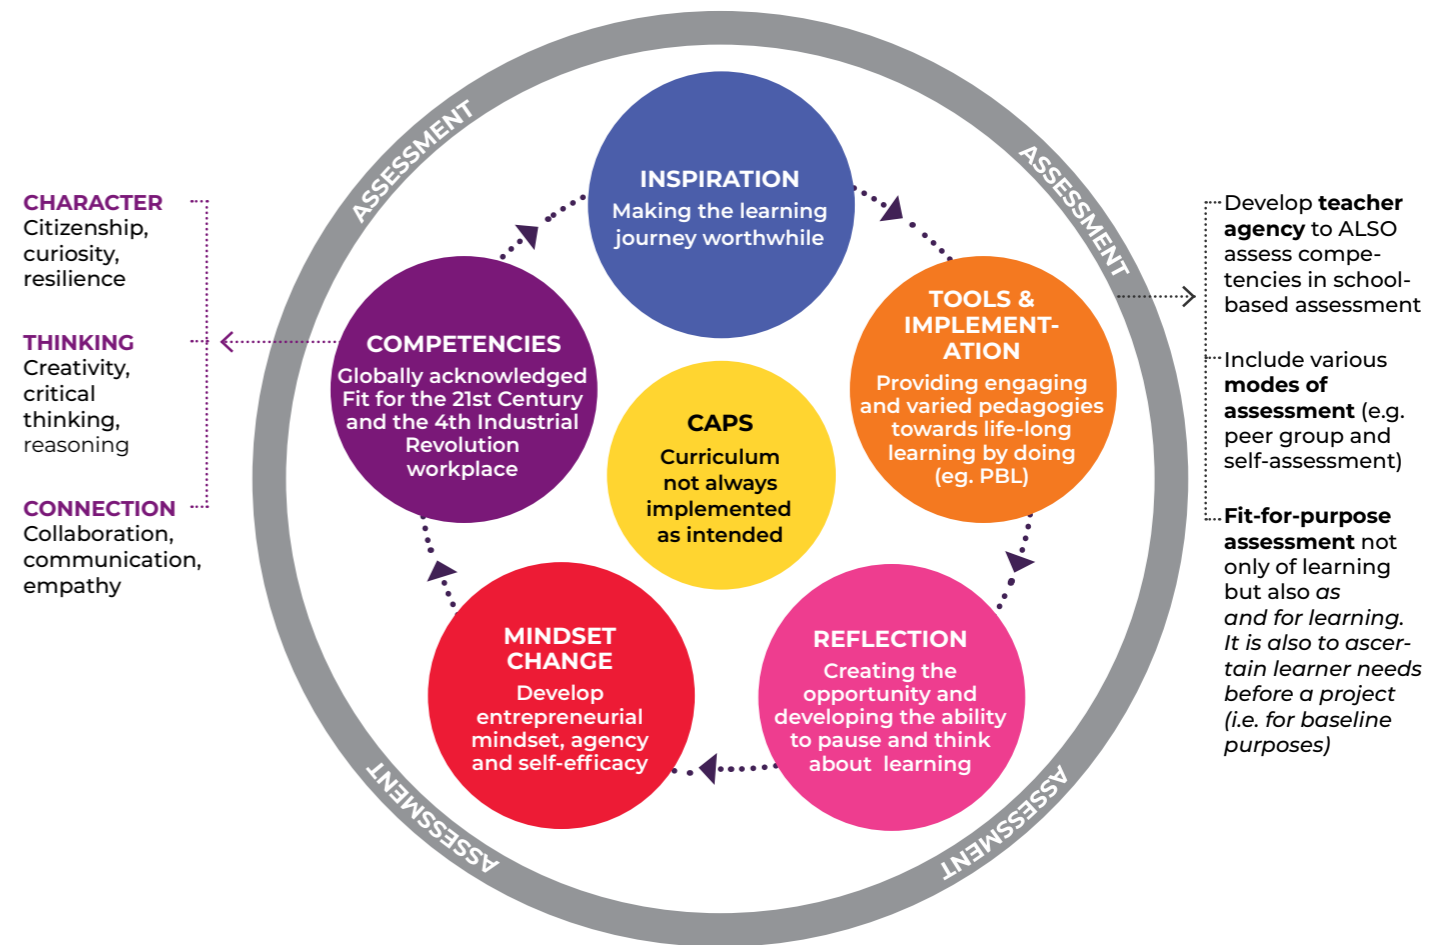 ASSESSMENT
ASSESSMENT
INSPIRATION
Making the learning
journey worthwhile
CHARACTER
Citizenship,
curiosity,
resilience
THINKING
Creativity,
critical
thinking,
reasoning
CONNECTION
Collaboration,
communication,
empathy
COMPETENCIES
Globally acknowledged
Fit for the 21st Century
and the 4th Industrial
Revolution
workplace
CAPS
Curriculum
not always
implemented
as intended
TOOLS &
IMPLEMENT-
ATION
Providing engaging
and varied pedagogies
towards life-long
learning by doing
(eg. PBL)
Develop teacher
agency to ALSO
assess compe-
tencies in school-
based assessment
Include various
modes of
assessment (e.g.
peer group and
self-assessment)
Fit-for-purpose
assessment not
only of learning
but also as
and for learning.
It is also to ascer-
tain learner needs
before a project
(i.e. for baseline
purposes)
MINDSET
CHANGE
Develop
entrepreneurial
mindset, agency
and self-efficacy
REFLECTION
Creating the
opportunity and
developing the ability
to pause and think
about learning
ASSESSMENT
ASSESSMENT